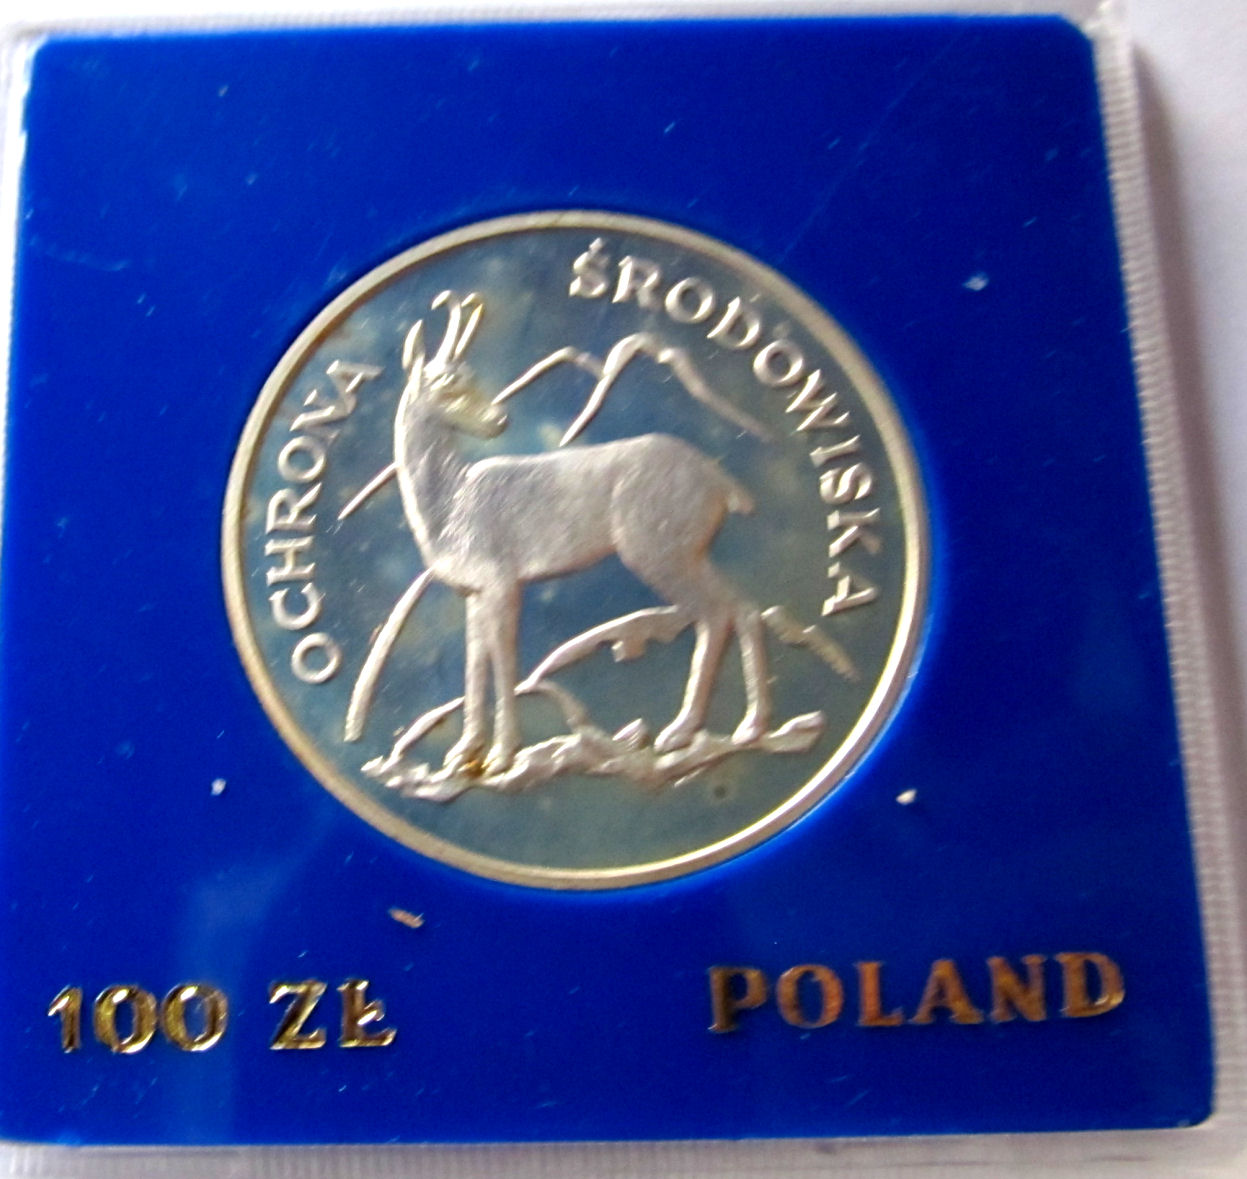 OCHRONA ŚRODOWISKA
100 ZŁ
POLAND